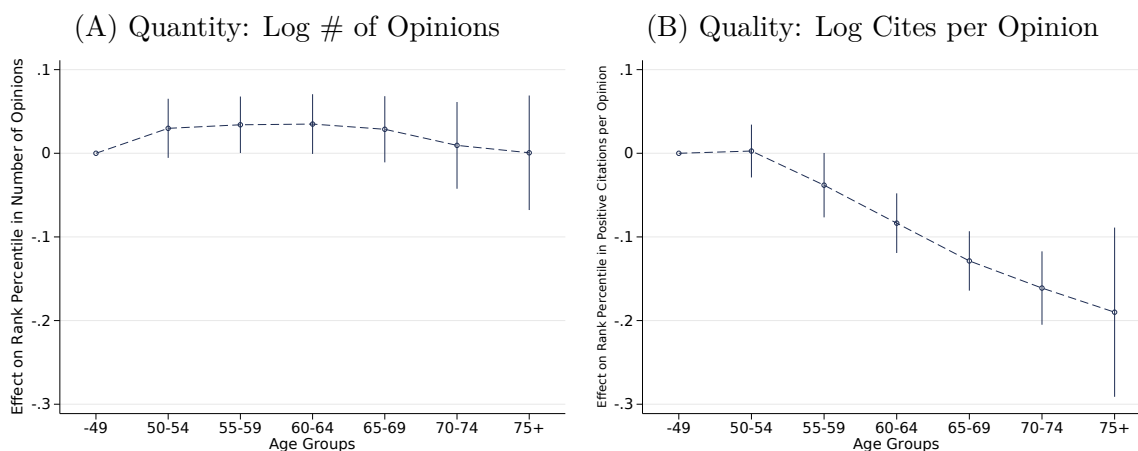 (A) Quantity: Log # of Opinions
Effect on Rank Percentile in Number of Opinions
.1
0
-.1
-.2
-.3
-49 50-54 55-59 60-64 65-69 70-74 75+
Age Groups
(B) Quality: Log Cites per Opinion
Effect on Rank Percentile in Positive Citations per Opinion
.1
0
-.1
-.2
-.3
-49 50-54 55-59 60-64 65-69 70-74 75+
Age Groups